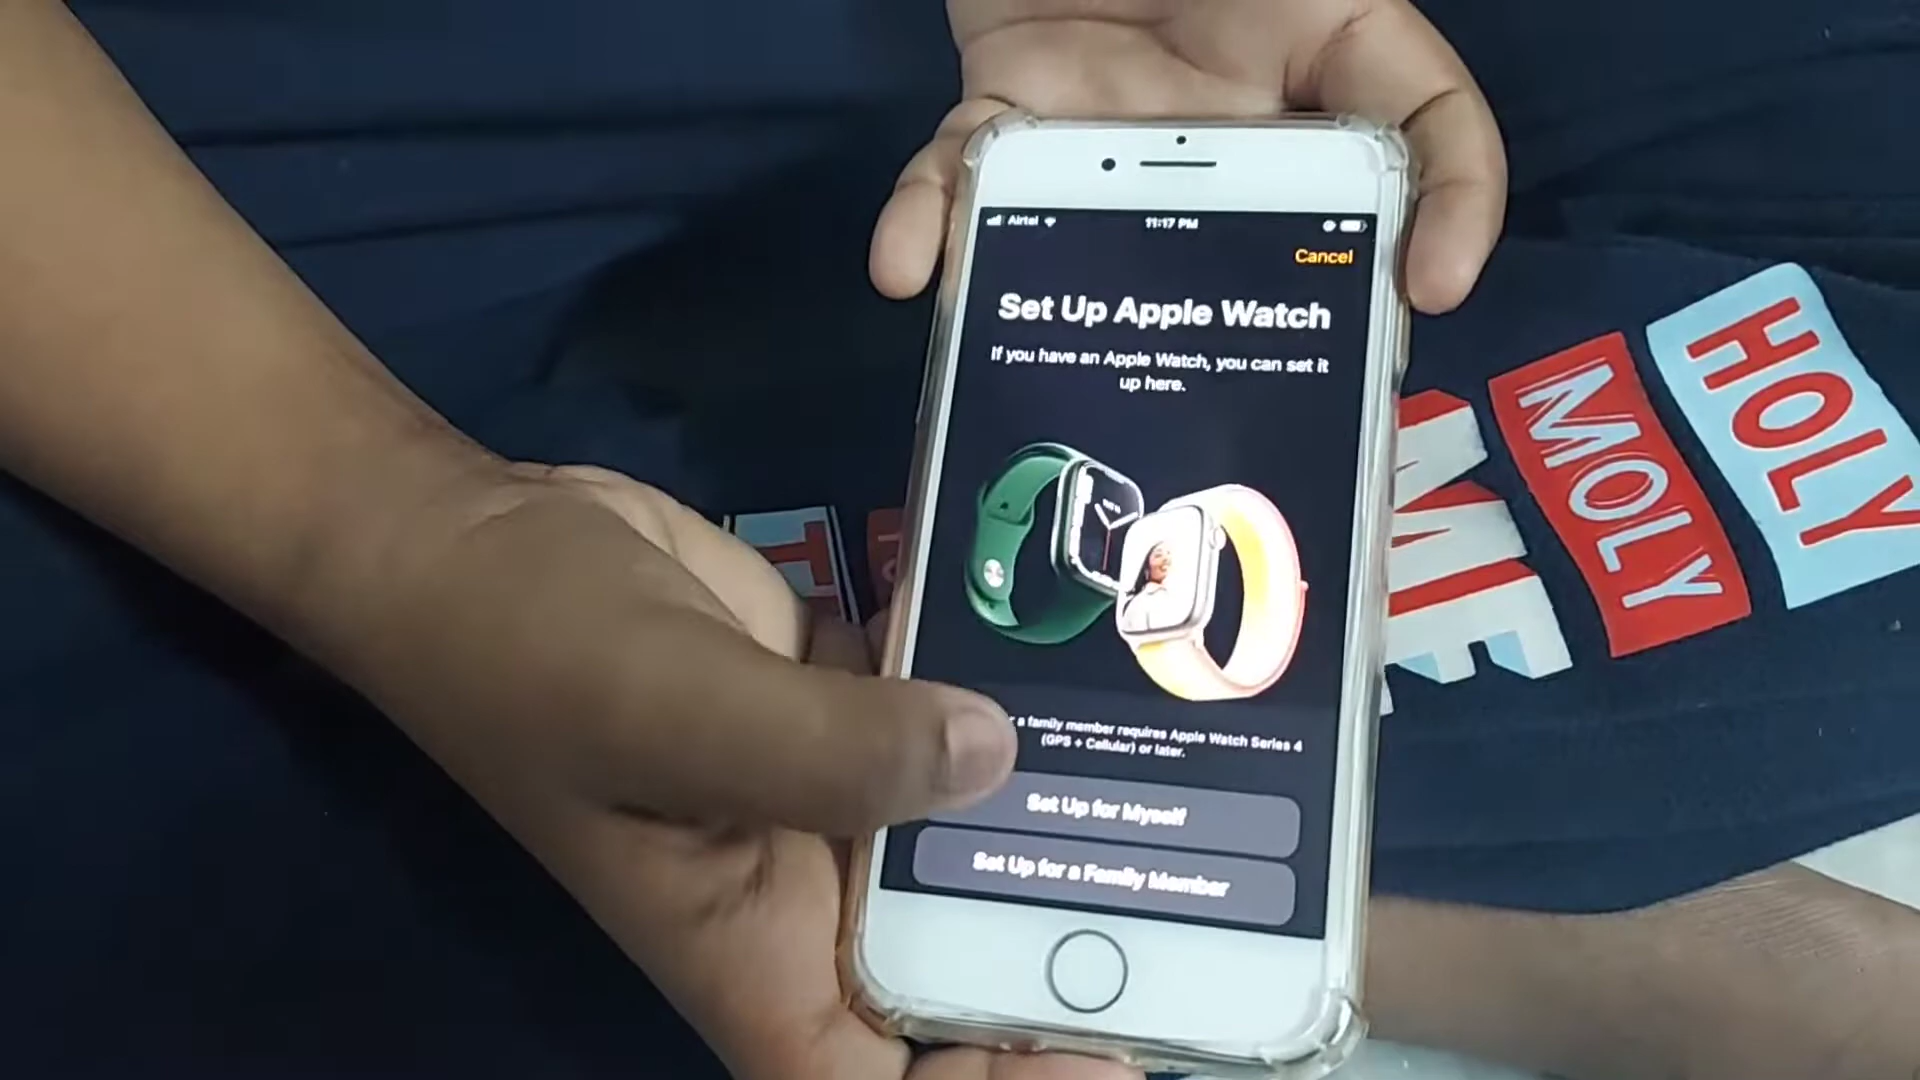 Airtel
11:17 PM
Cancel
Set Up Apple Watch
If you have an Apple Watch, you can set it
up here.
a family member requires Apple Watch Series 4
(GPS + Cellular) or later.
Set Up for Myself
Set Up for a Family Member
HOLY
MOLY